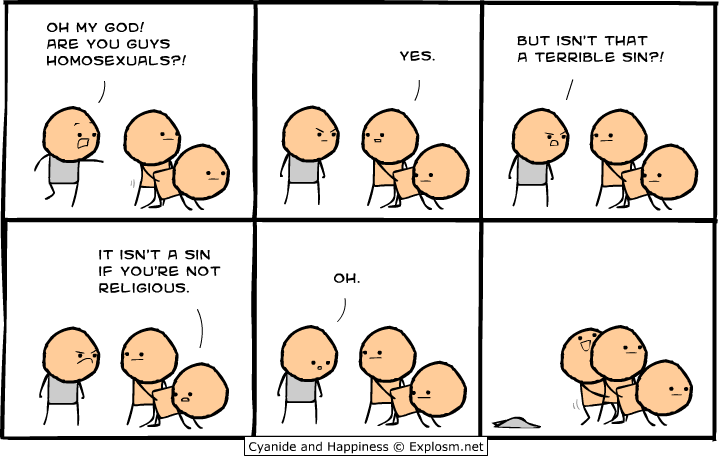 OH MY GOD!
ARE YOU GUYS
HOMOSEXUALS?!
YES.
BUT ISN'T THAT
A TERRIBLE SIN?!
IT ISN'T A SIN
IF YOU'RE NOT
RELIGIOUS.
OH.
Cyanide and Happiness © Explosm.net